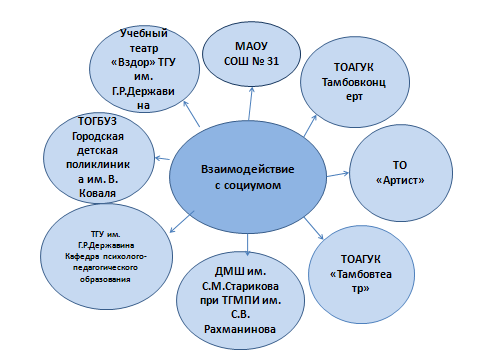 Учебный
театр
«Вздор» ТГУ
им.
Г.Р.Держави
на
МАОУ
СОШ № 31
ТОАГУК
Тамбовконц
ерт
ТОГБУЗ
Городская
детская
поликлиник
а им. В.
Коваля
Взаимодействие
с социумом
ТО
«Артист»
ТГУ им.
Г.Р.Державина
Кафедра психолого-
педагогического
образования
ДМШ им.
С.М.Старикова
при ТГМПИ им.
С.В.
Рахманинова
ТОАГУК
«Тамбовтеа
тр»